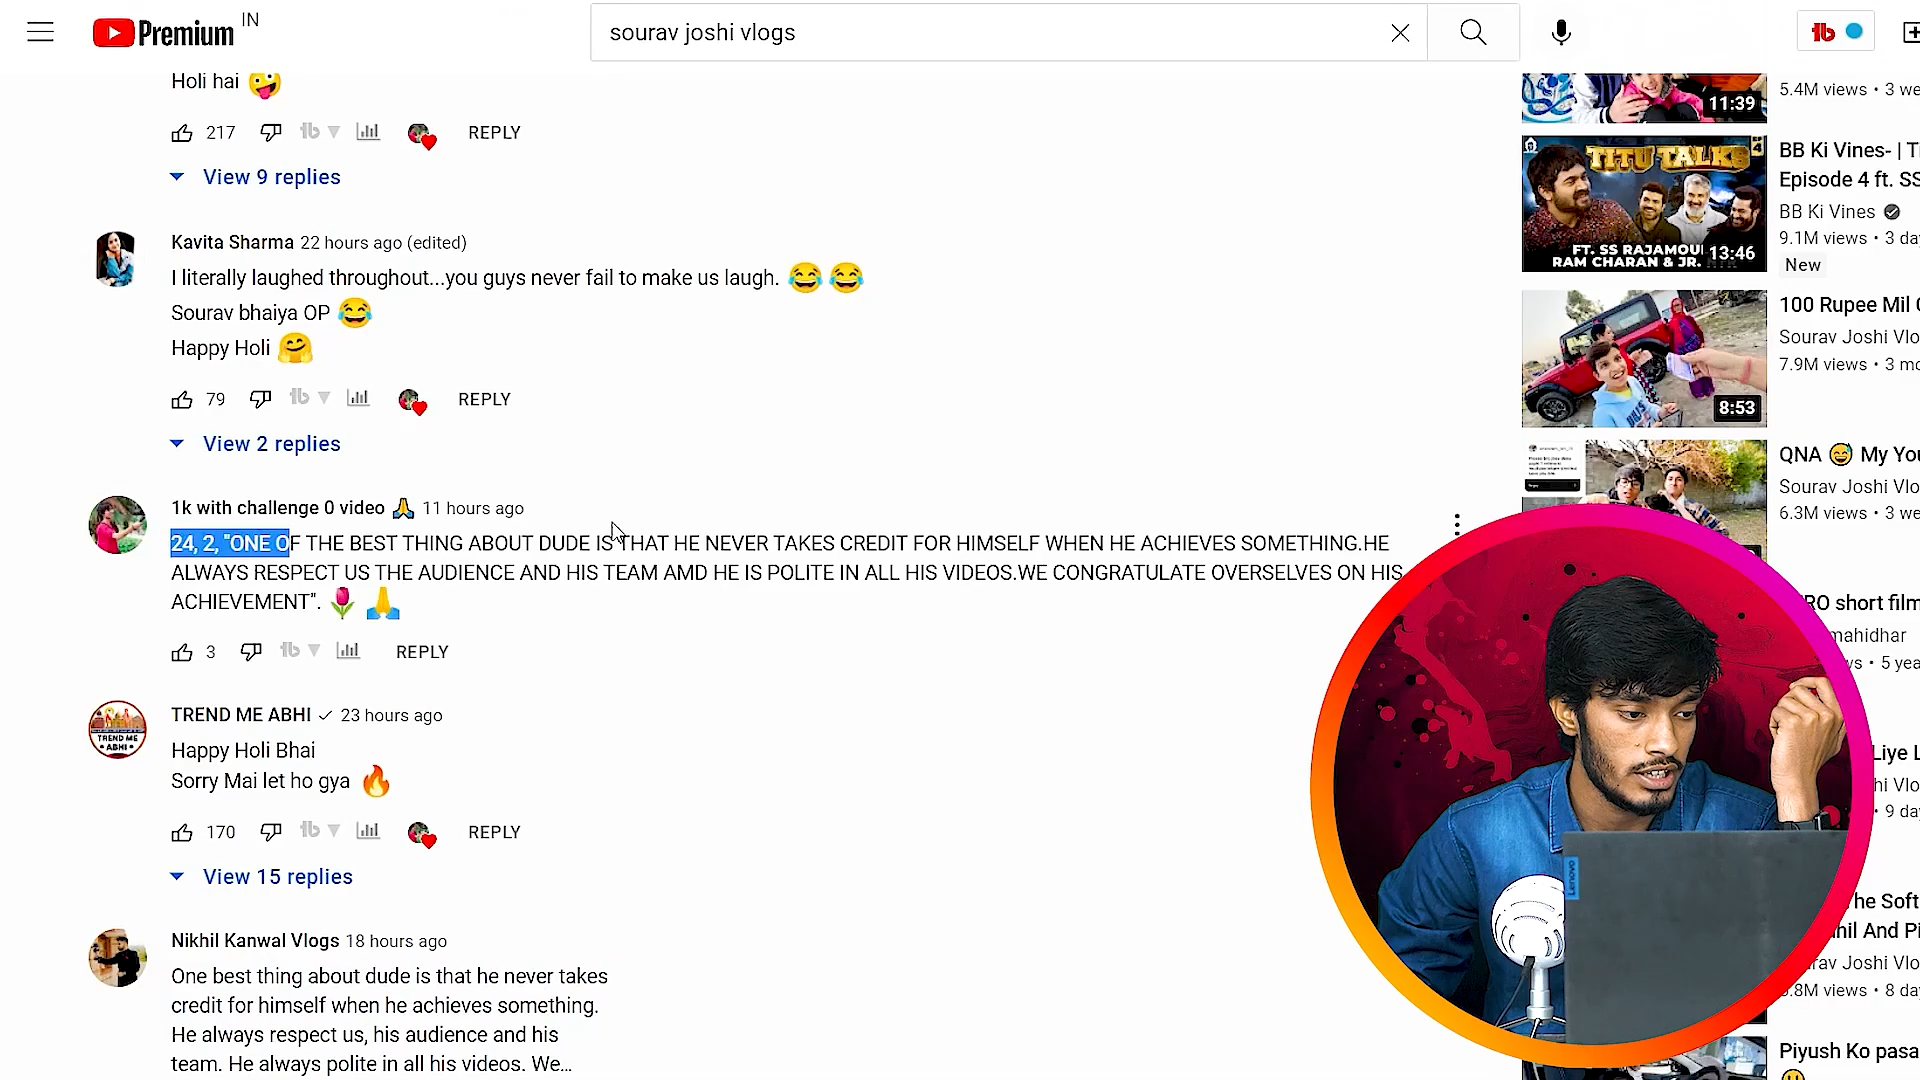 Premium IN
sourav joshi vlogs
Holi hai 🤪
217 REPLY
View 9 replies
Kavita Sharma 22 hours ago (edited)
I literally laughed throughout...you guys never fail to make us laugh. 😂 😂
Sourav bhaiya OP 😂
Happy Holi 🤗
79 REPLY
View 2 replies
1k with challenge 0 video 🙏 11 hours ago
24, 2, "ONE OF THE BEST THING ABOUT DUDE IS THAT HE NEVER TAKES CREDIT FOR HIMSELF WHEN HE ACHIEVES SOMETHING.HE
ALWAYS RESPECT US THE AUDIENCE AND HIS TEAM AMD HE IS POLITE IN ALL HIS VIDEOS.WE CONGRATULATE OVERSELVES ON HIS
ACHIEVEMENT". 🌷 🙏
3 REPLY
TREND ME ABHI 23 hours ago
TREND ME
ABHI
Happy Holi Bhai
Sorry Mai let ho gya 🔥
170 REPLY
View 15 replies
Nikhil Kanwal Vlogs 18 hours ago
One best thing about dude is that he never takes
credit for himself when he achieves something.
He always respect us, his audience and his
team. He always polite in all his videos. We...
11:39
5.4M views • 3 we
TITU TALKS
FT. SS RAJAMOU
RAM CHARAN & JR.
13:46
BB Ki Vines- | Ti
Episode 4 ft. SS
BB Ki Vines
9.1M views • 3 da
New
8:53
100 Rupee Mil
Sourav Joshi Vlo
7.9M views • 3 mo
QNA 😅 My You
Sourav Joshi Vlo
6.3M views • 3 we
RO short film
mahidhar
ws • 5 yea
Liye L
hi Vlo
• 9 day
The Soft
And Pi
rav Joshi Vlo
.8M views • 8 da
Piyush Ko pasa
Lenovo